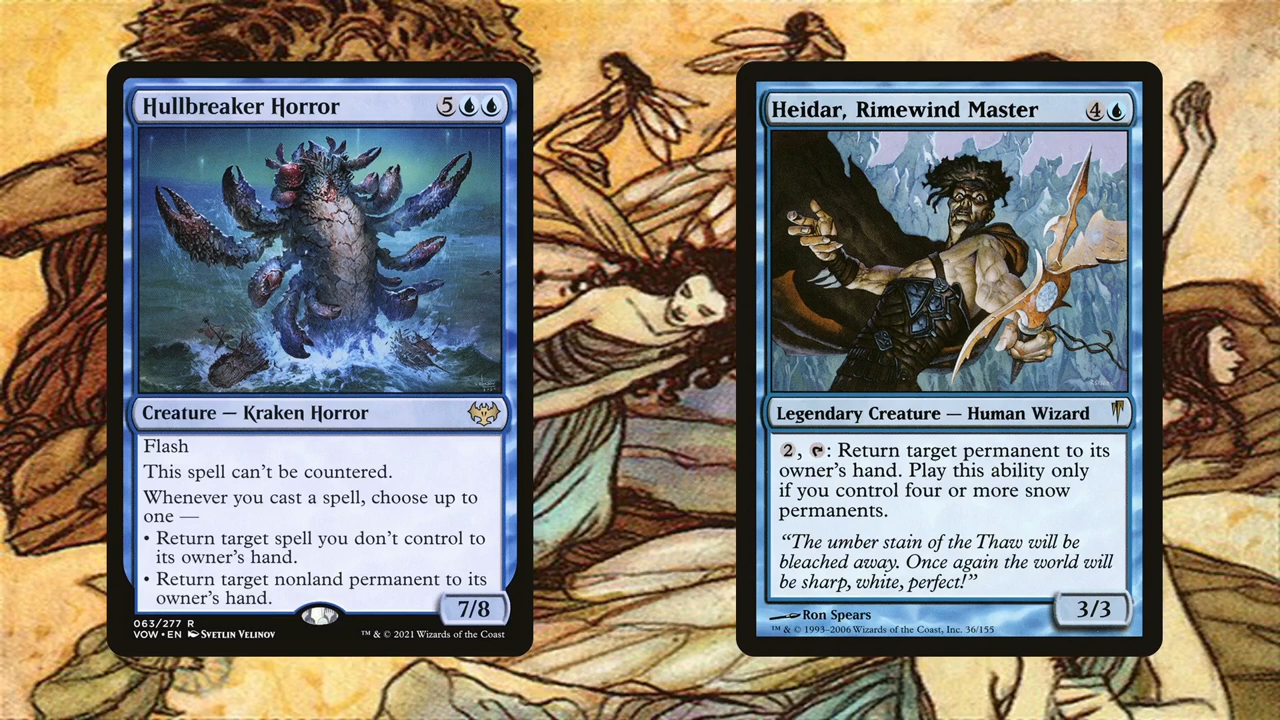 Hullbreaker Horror 5
Creature — Kraken Horror
Flash
This spell can't be countered.
Whenever you cast a spell, choose up to
one —
• Return target spell you don't control to
its owner's hand.
• Return target nonland permanent to its
owner's hand.
7/8
063/277 R
VOW • EN Svetlin Velinov
™ & © 2021 Wizards of the Coast
Heidar, Rimewind Master 4
Legendary Creature — Human Wizard
2, : Return target permanent to its
owner's hand. Play this ability only
if you control four or more snow
permanents.
"The umber stain of the Thaw will be
bleached away. Once again the world will
be sharp, white, perfect!"
3/3
Ron Spears
™ & © 1993–2006 Wizards of the Coast, Inc. 36/155